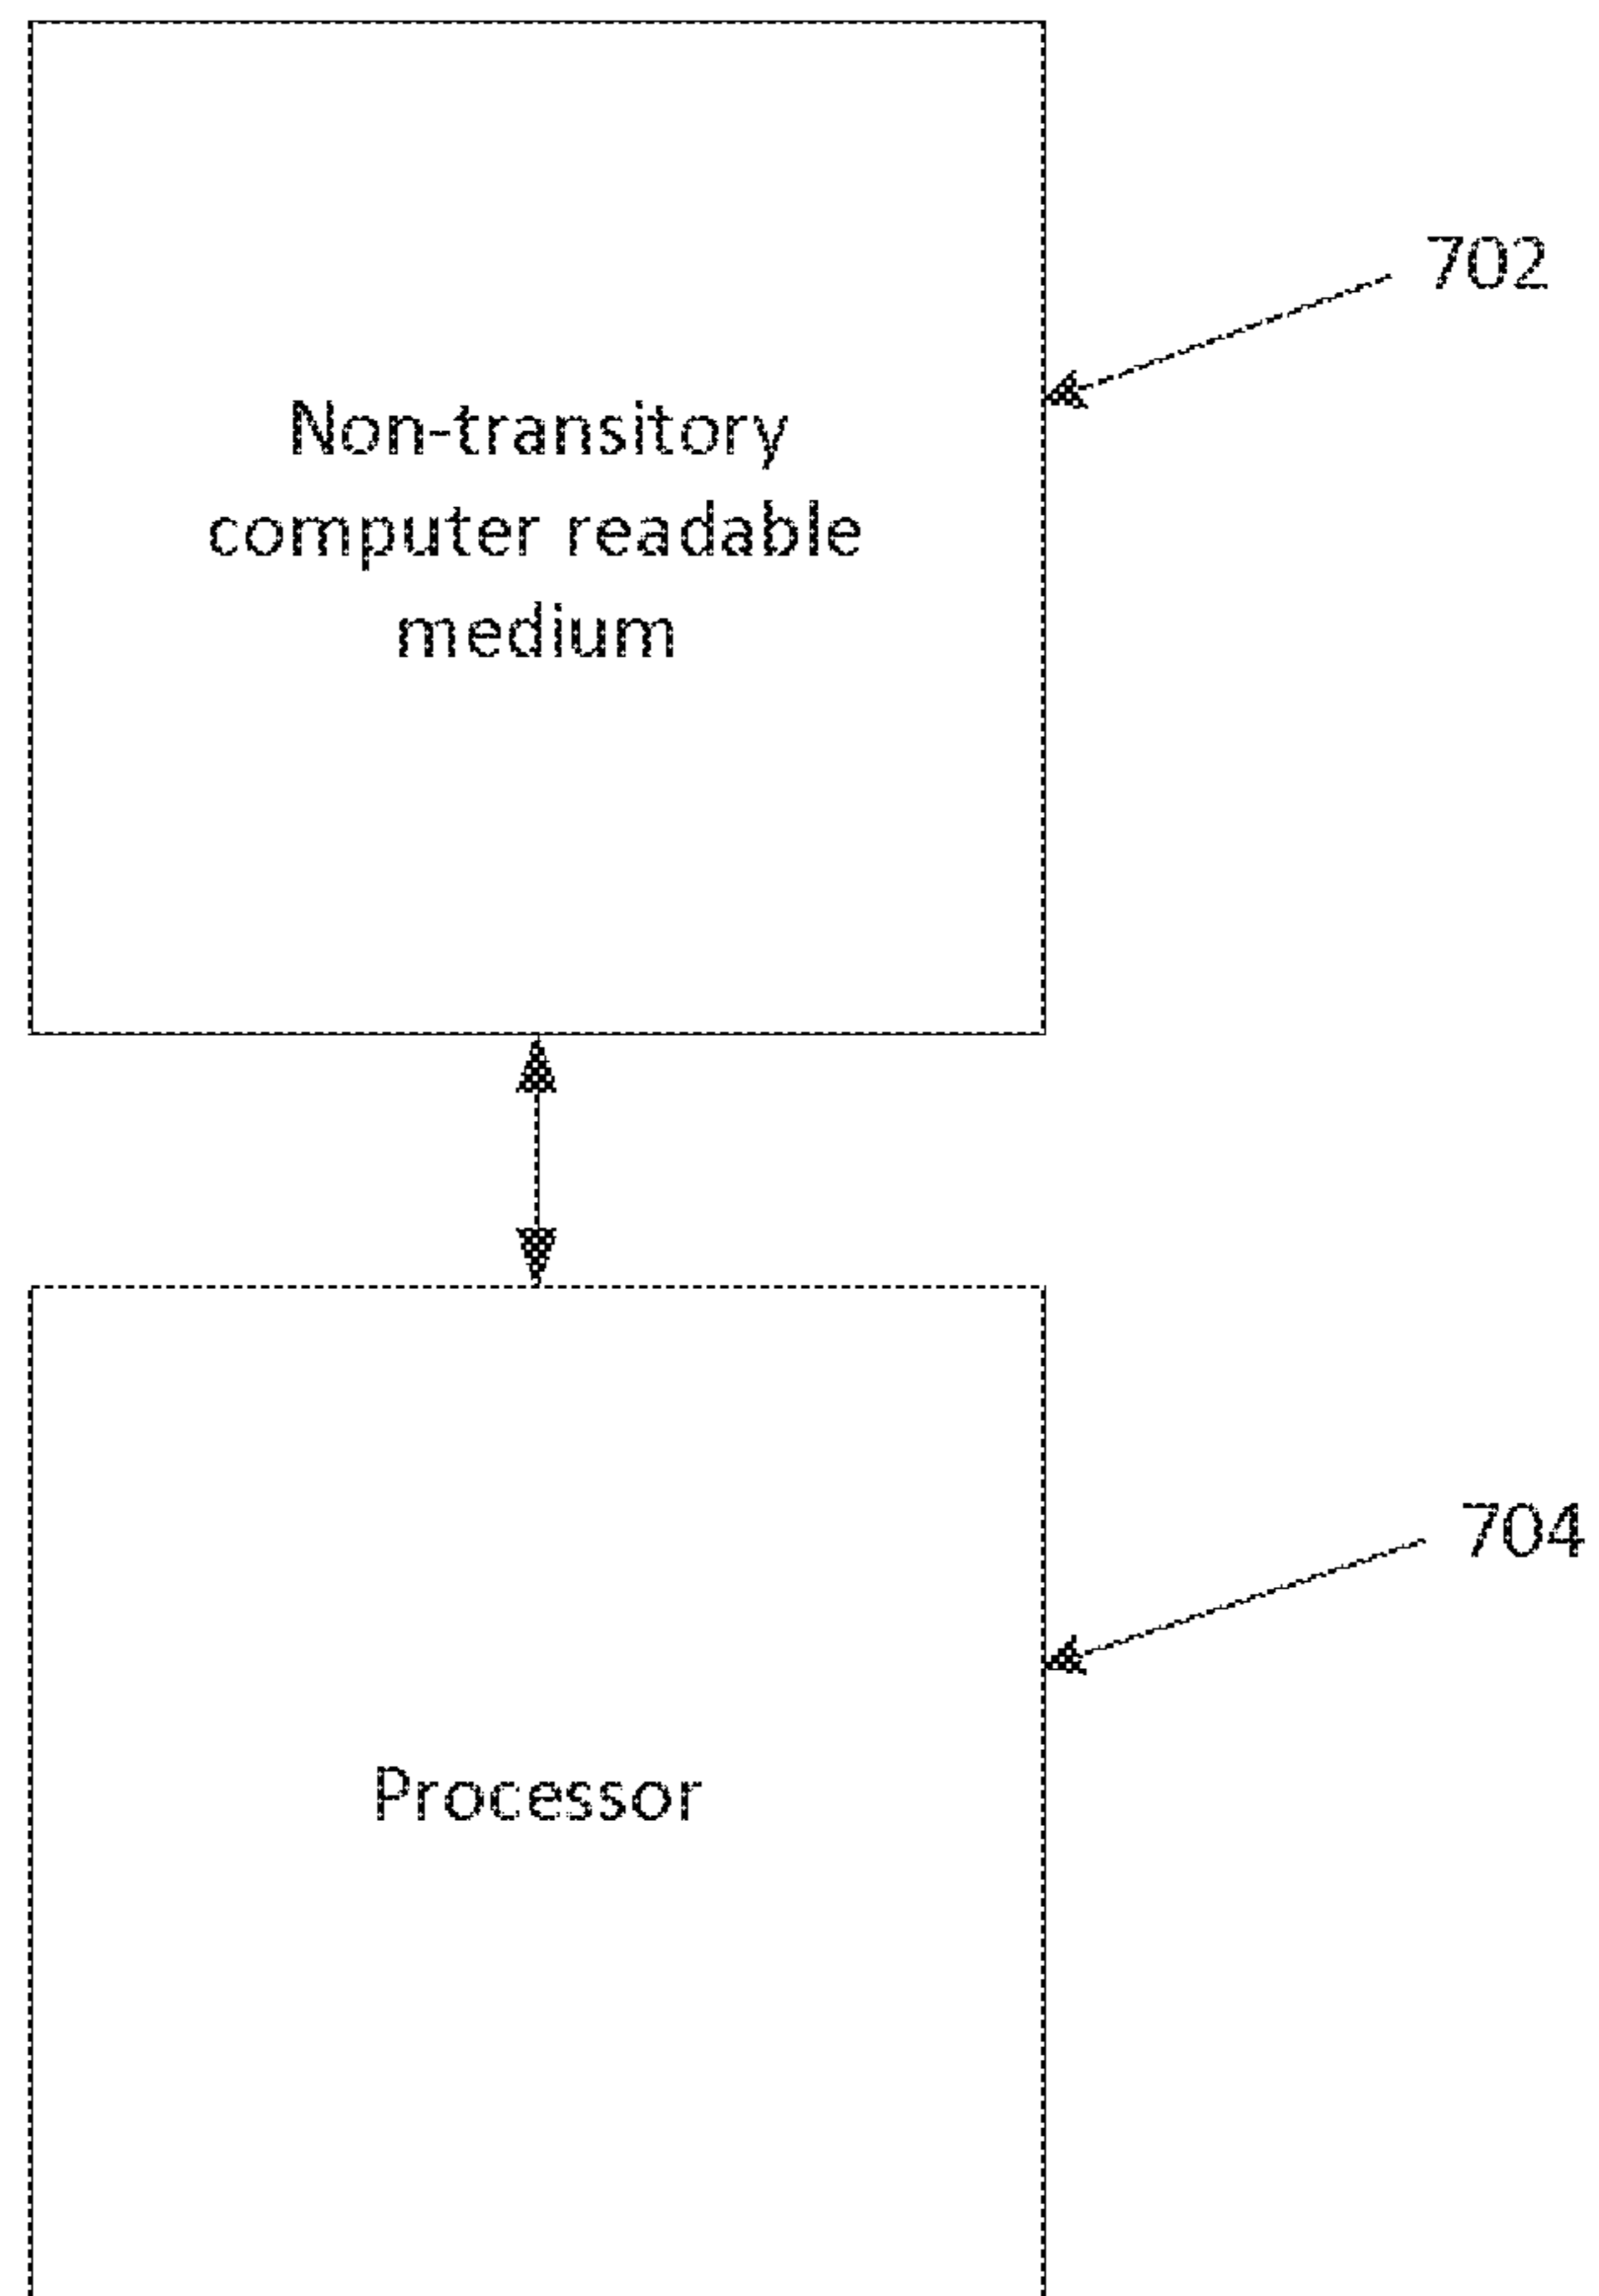 702
Non-transitory
computer readable
medium
704
Processor